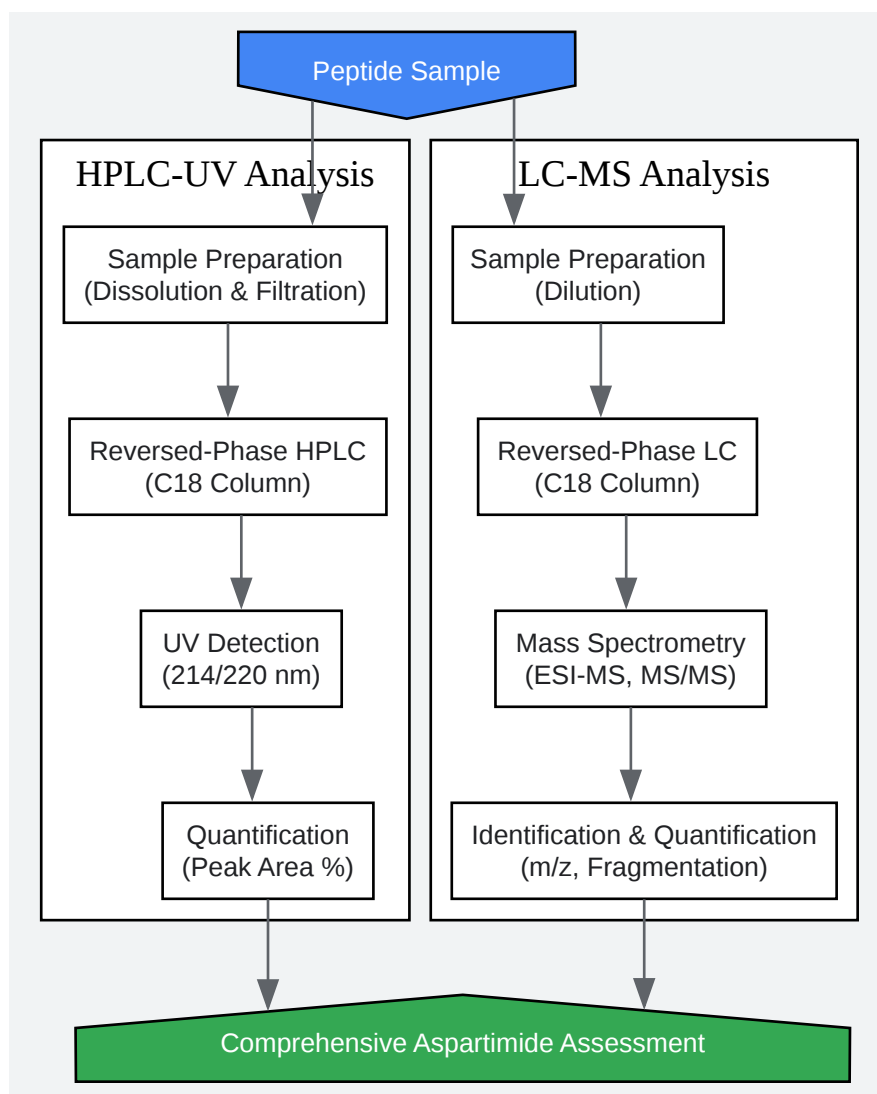 Peptide Sample
HPLC-UV Analysis
Sample Preparation
(Dissolution & Filtration)
Reversed-Phase HPLC
(C18 Column)
UV Detection
(214/220 nm)
Quantification
(Peak Area %)
LC-MS Analysis
Sample Preparation
(Dilution)
Reversed-Phase LC
(C18 Column)
Mass Spectrometry
(ESI-MS, MS/MS)
Identification & Quantification
(m/z, Fragmentation)
Comprehensive Aspartimide Assessment